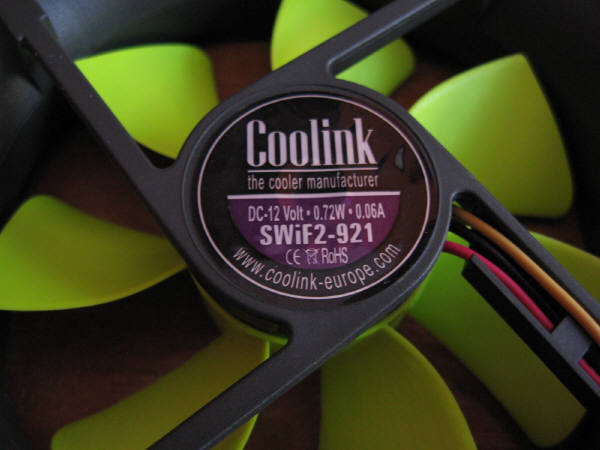 Coolink
the cooler manufacturer
DC-12 Volt • 0.72W • 0.06A
SWiF2-921
CE RoHS
www.coolink-europe.com